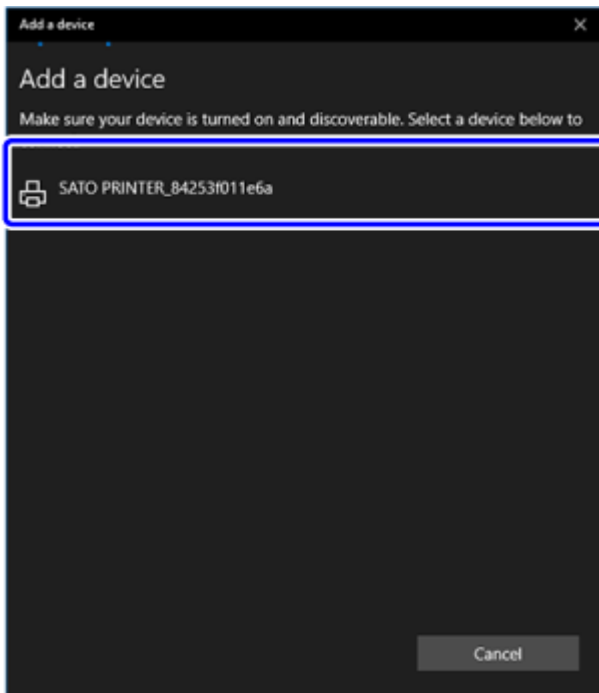 Add a device
Add a device
Make sure your device is turned on and discoverable. Select a device below to
SATO PRINTER_84253f011e6a
Cancel